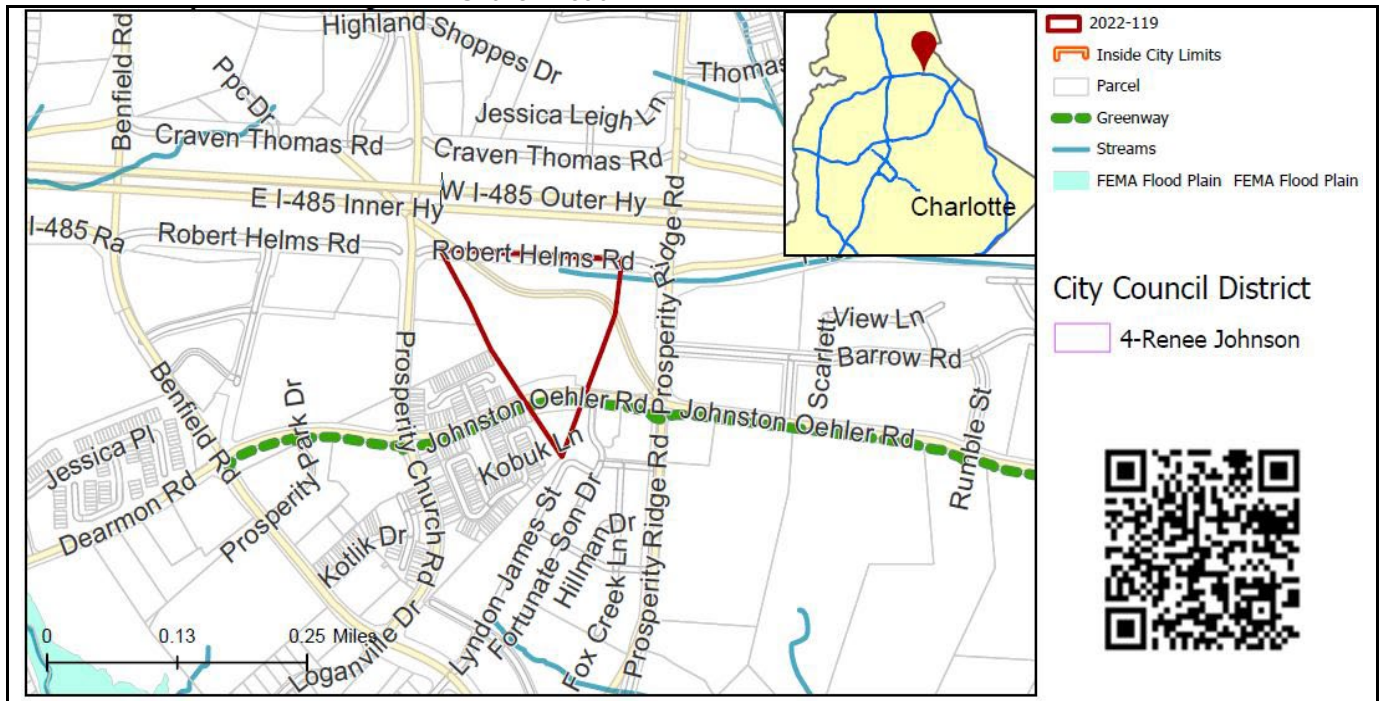 Highland Shoppes Dr
Benfield Rd
Ppc Dr
Thomas
Jessica Leigh Ln
Craven Thomas Rd
Craven Thomas Rd
W I-485 Outer Hy
E I-485 Inner Hy
I-485 Ra
Robert Helms Rd
Robert Helms Rd
Prosperity Ridge Rd
View Ln
Scarlett
Barrow Rd
Prosperity Church Rd
Benfield Rd
Prosperity Park Dr
Johnston Oehler Rd
Johnston Oehler Rd
Rumble St
Jessica Pl
Dearmon Rd
Kobuk Ln
Kotlik Dr
Lyndon James St
Fortunate Son Dr
Hillman Dr
Fox Creek Ln
Prosperity Ridge Rd
Loganville Dr
0 0.13 0.25 Miles
Charlotte
2022-119
Inside City Limits
Parcel
Greenway
Streams
FEMA Flood Plain FEMA Flood Plain
City Council District
4-Renee Johnson